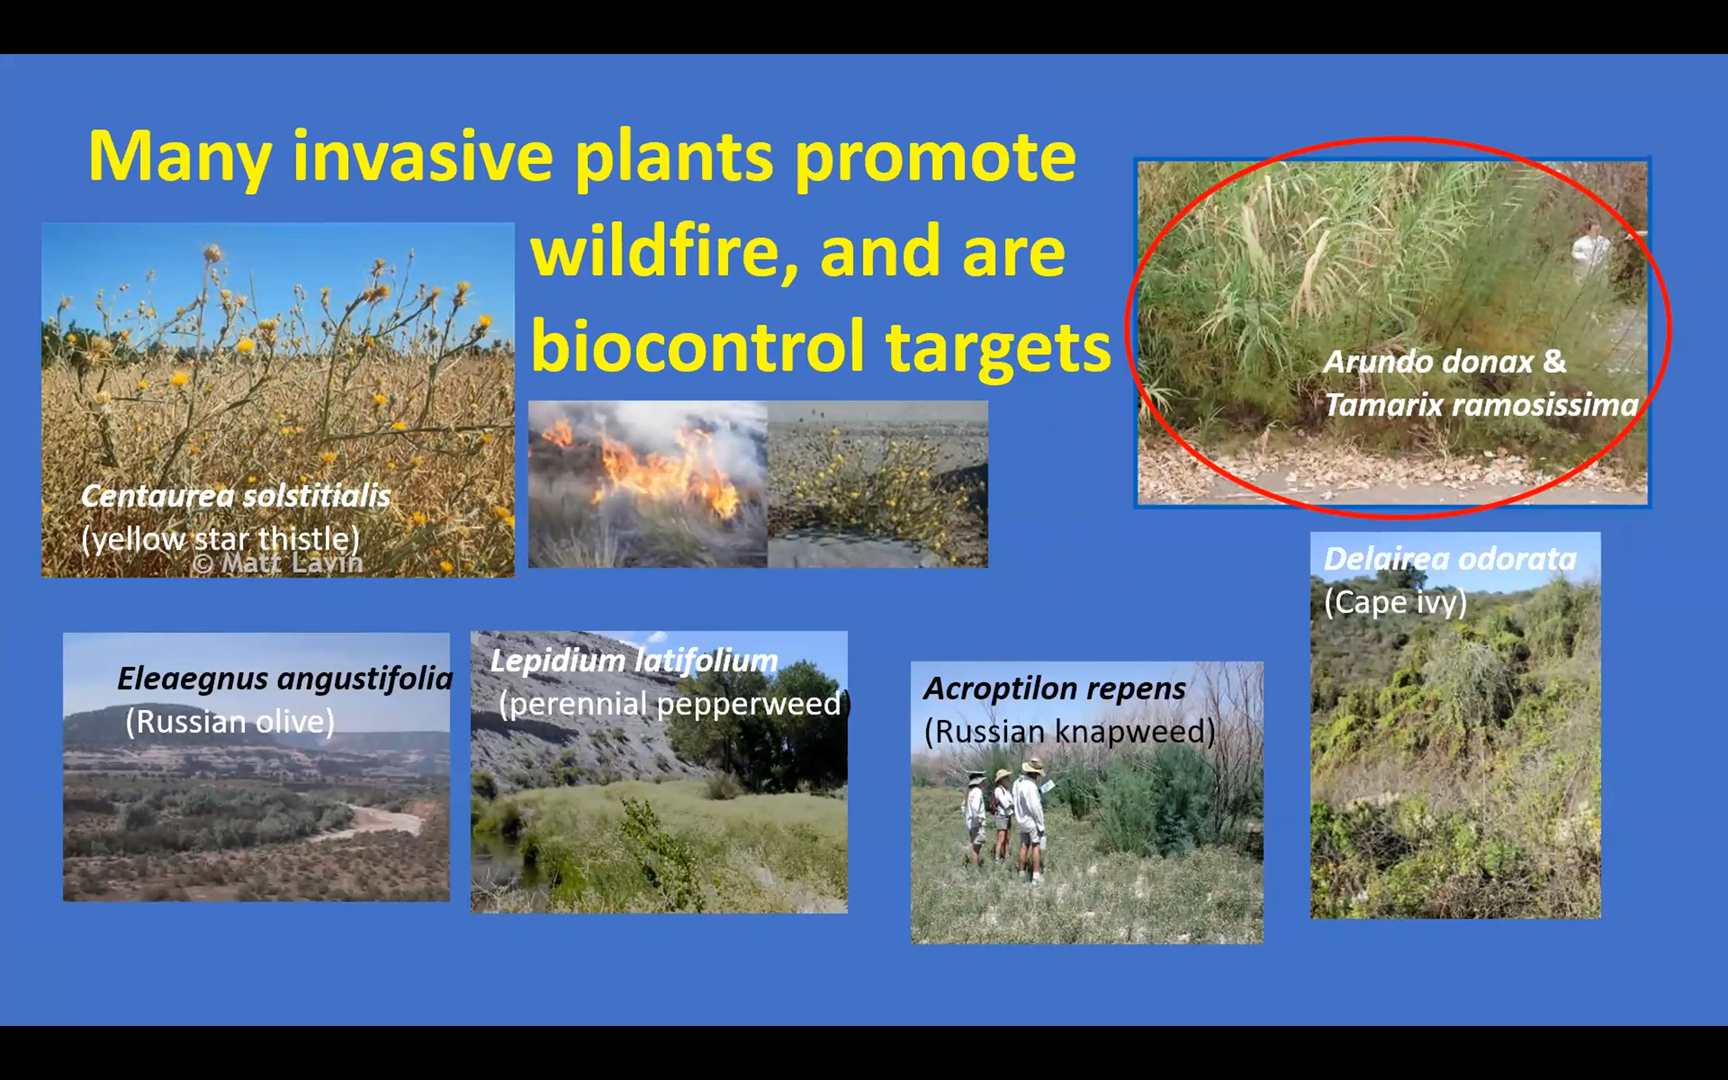 Many invasive plants promote
wildfire, and are
biocontrol targets
Centaurea solstitialis
(yellow star thistle)
© Matt Lavin
Arundo donax &
Tamarix ramosissima
Delairea odorata
(Cape ivy)
Eleaegnus angustifolia
(Russian olive)
Lepidium latifolium
(perennial pepperweed)
Acroptilon repens
(Russian knapweed)